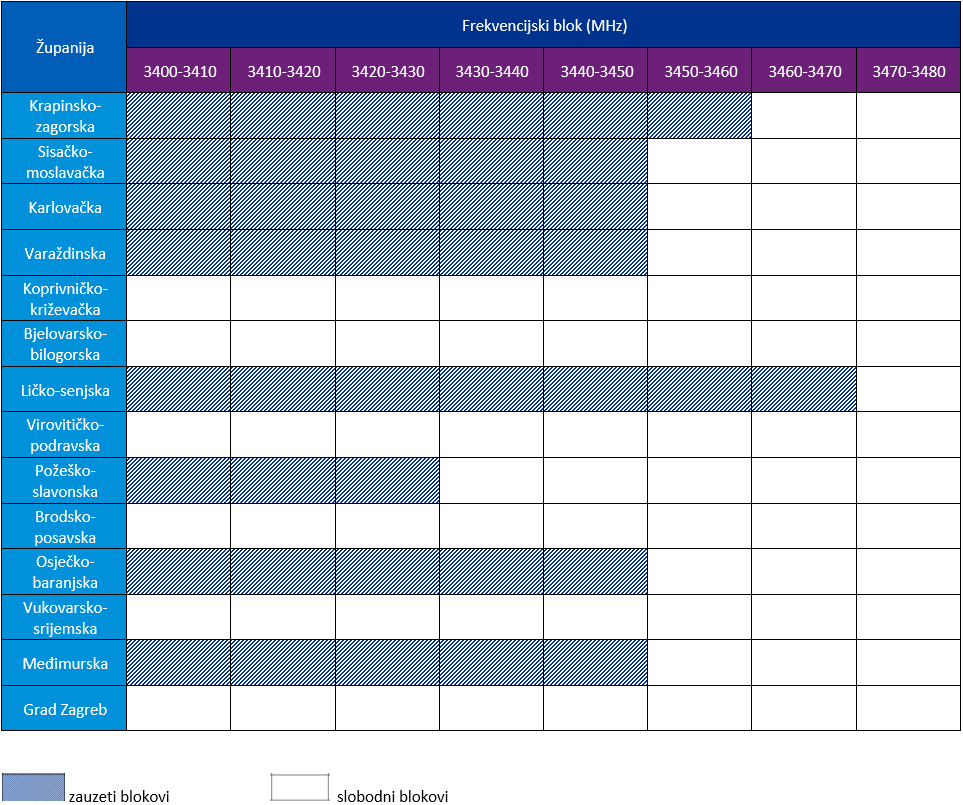 Županija
Frekvencijski blok (MHz)
3400-3410 3410-3420 3420-3430 3430-3440 3440-3450 3450-3460 3460-3470 3470-3480
Krapinsko-
zagorska
Sisačko-
moslavačka
Karlovačka
Varaždinska
Koprivničko-
križevačka
Bjelovarsko-
bilogorska
Ličko-senjska
Virovitičko-
podravska
Požeško-
slavonska
Brodsko-
posavska
Osječko-
baranjska
Vukovarsko-
srijemska
Međimurska
Grad Zagreb
zauzeti blokovi slobodni blokovi